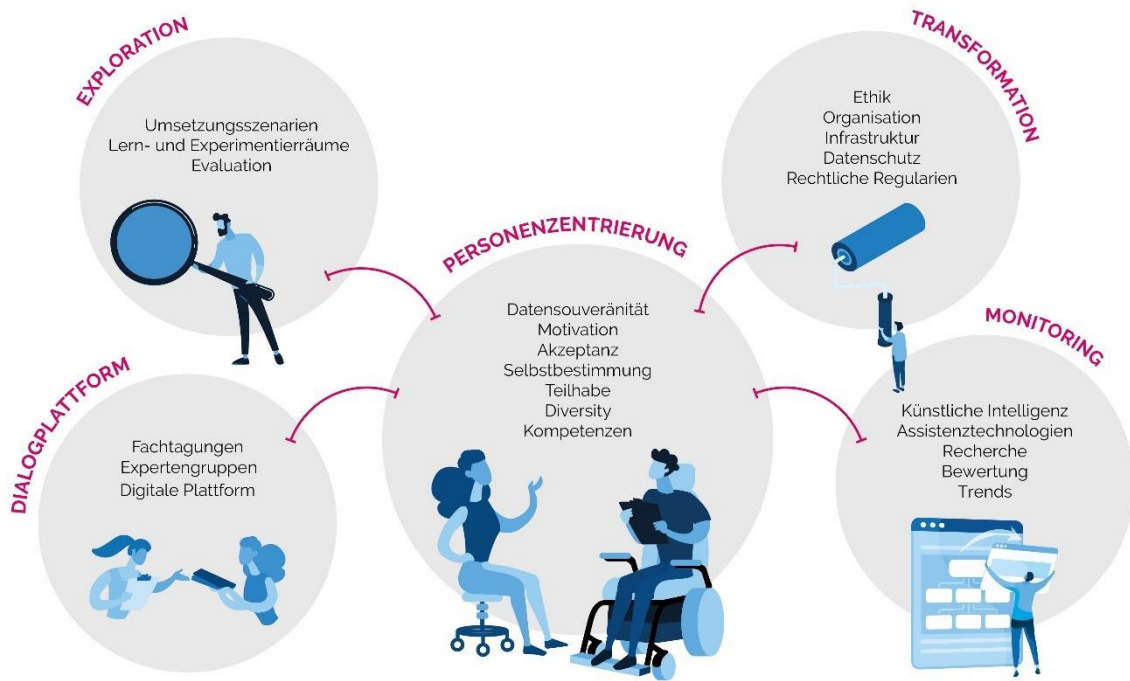 EXPLORATION
Umsetzungsszenarien
Lern- und Experimentierräume
Evaluation
TRANSFORMATION
Ethik
Organisation
Infrastruktur
Datenschutz
Rechtliche Regularien
PERSONENZENTRIERUNG
Datensouveränität
Motivation
Akzeptanz
Selbstbestimmung
Teilhabe
Diversity
Kompetenzen
DIALOGPLATTFORM
Fachtagungen
Expertengruppen
Digitale Plattform
MONITORING
Künstliche Intelligenz
Assistenztechnologien
Recherche
Bewertung
Trends